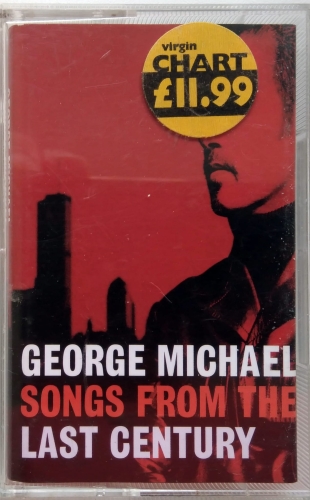 virgin
CHART
£11.99
GEORGE MICHAEL
SONGS FROM THE
LAST CENTURY